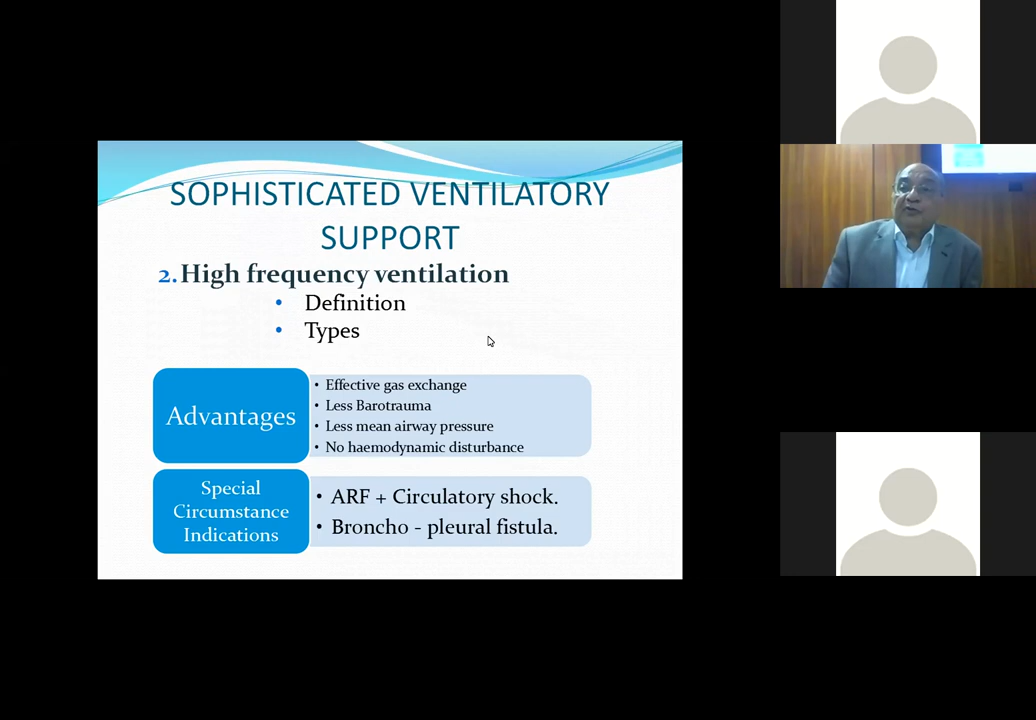 SOPHISTICATED VENTILATORY
SUPPORT
2. High frequency ventilation
• Definition
• Types
Advantages
• Effective gas exchange
• Less Barotrauma
• Less mean airway pressure
• No haemodynamic disturbance
Special
Circumstance
Indications
• ARF + Circulatory shock.
• Broncho - pleural fistula.